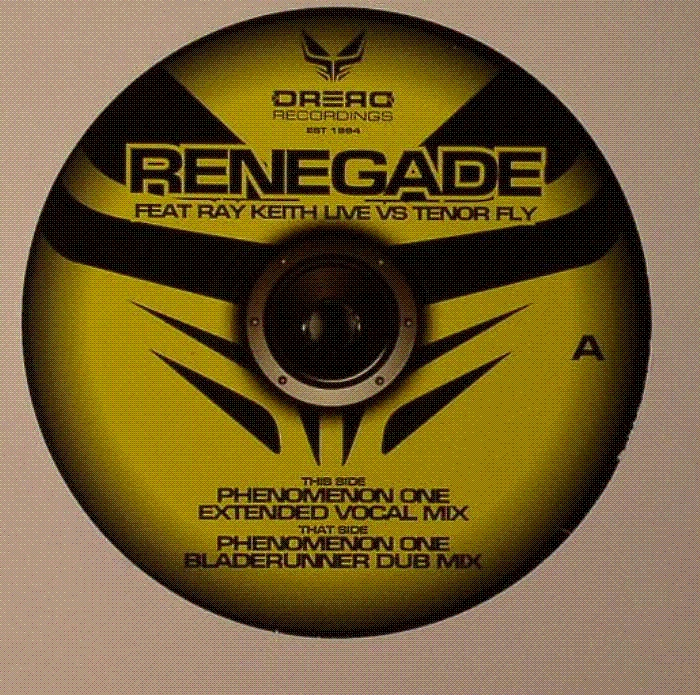 DREAD
RECORDINGS
EST 1994
RENEGADE
FEAT RAY KEITH LIVE VS TENOR FLY
A
THIS SIDE
PHENOMENON ONE
EXTENDED VOCAL MIX
THAT SIDE
PHENOMENON ONE
BLADERUNNER DUB MIX